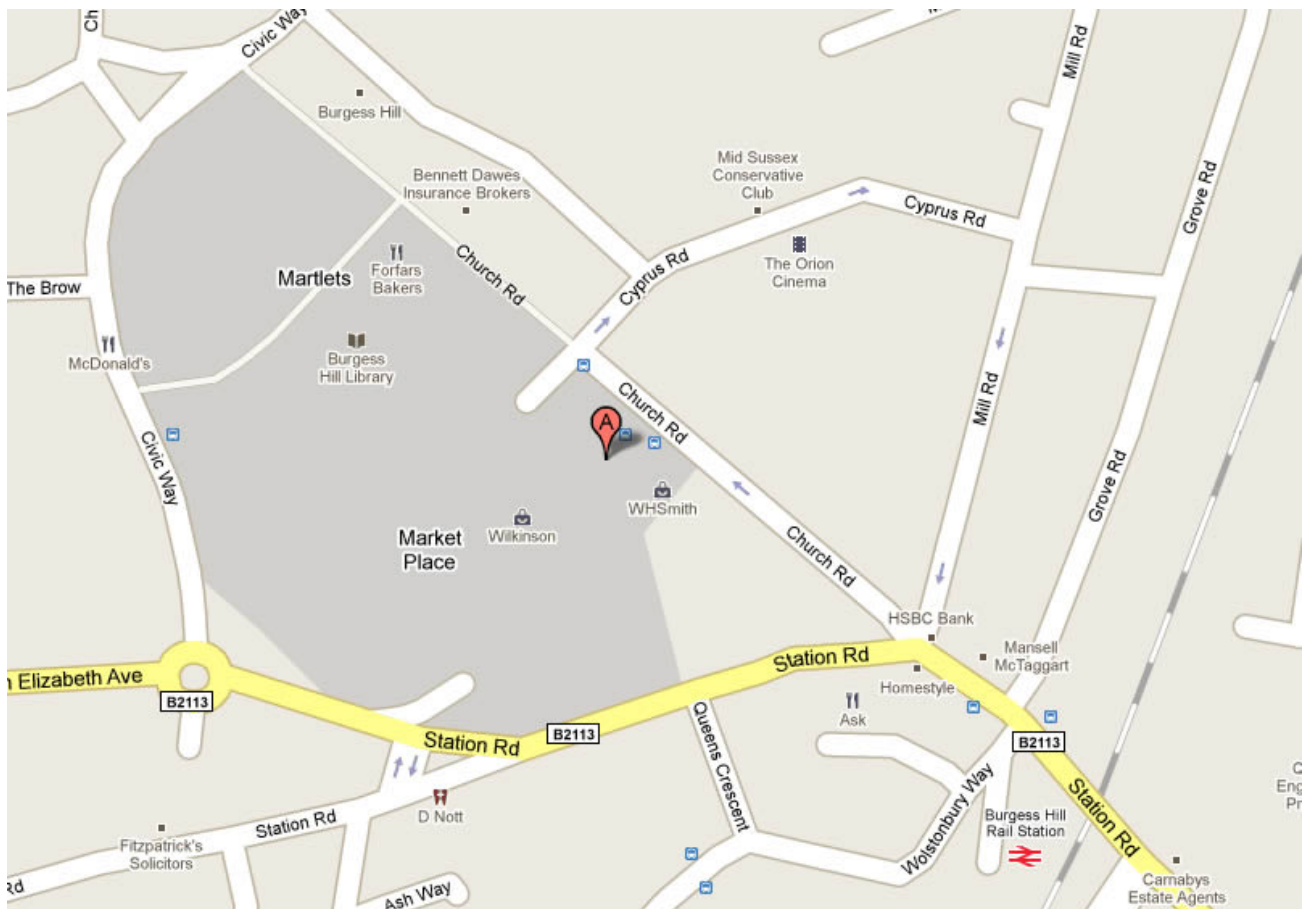 Ch
Civic Way
Burgess Hill
Bennett Dawes
Insurance Brokers
Mid Sussex
Conservative
Club
Mill Rd
Grove Rd
Cyprus Rd
The Orion
Cinema
Cyprus Rd
Church Rd
Forfars
Bakers
Martlets
The Brow
McDonald's
Burgess
Hill Library
Church Rd
Mill Rd
A
Civic Way
WHSmith
Wilkinson
Market
Place
Grove Rd
Church Rd
HSBC Bank
Mansell
McTaggart
Station Rd
Homestyle
n Elizabeth Ave
B2113
Ask
Queens Crescent
Station Rd
B2113
B2113
Station Rd
D Nott
Station Rd
Fitzpatrick's
Solicitors
Wolstonbury Way
Burgess Hill
Rail Station
Q
Eng
Pr
Rd
Ash Way
Carnabys
Estate Agents